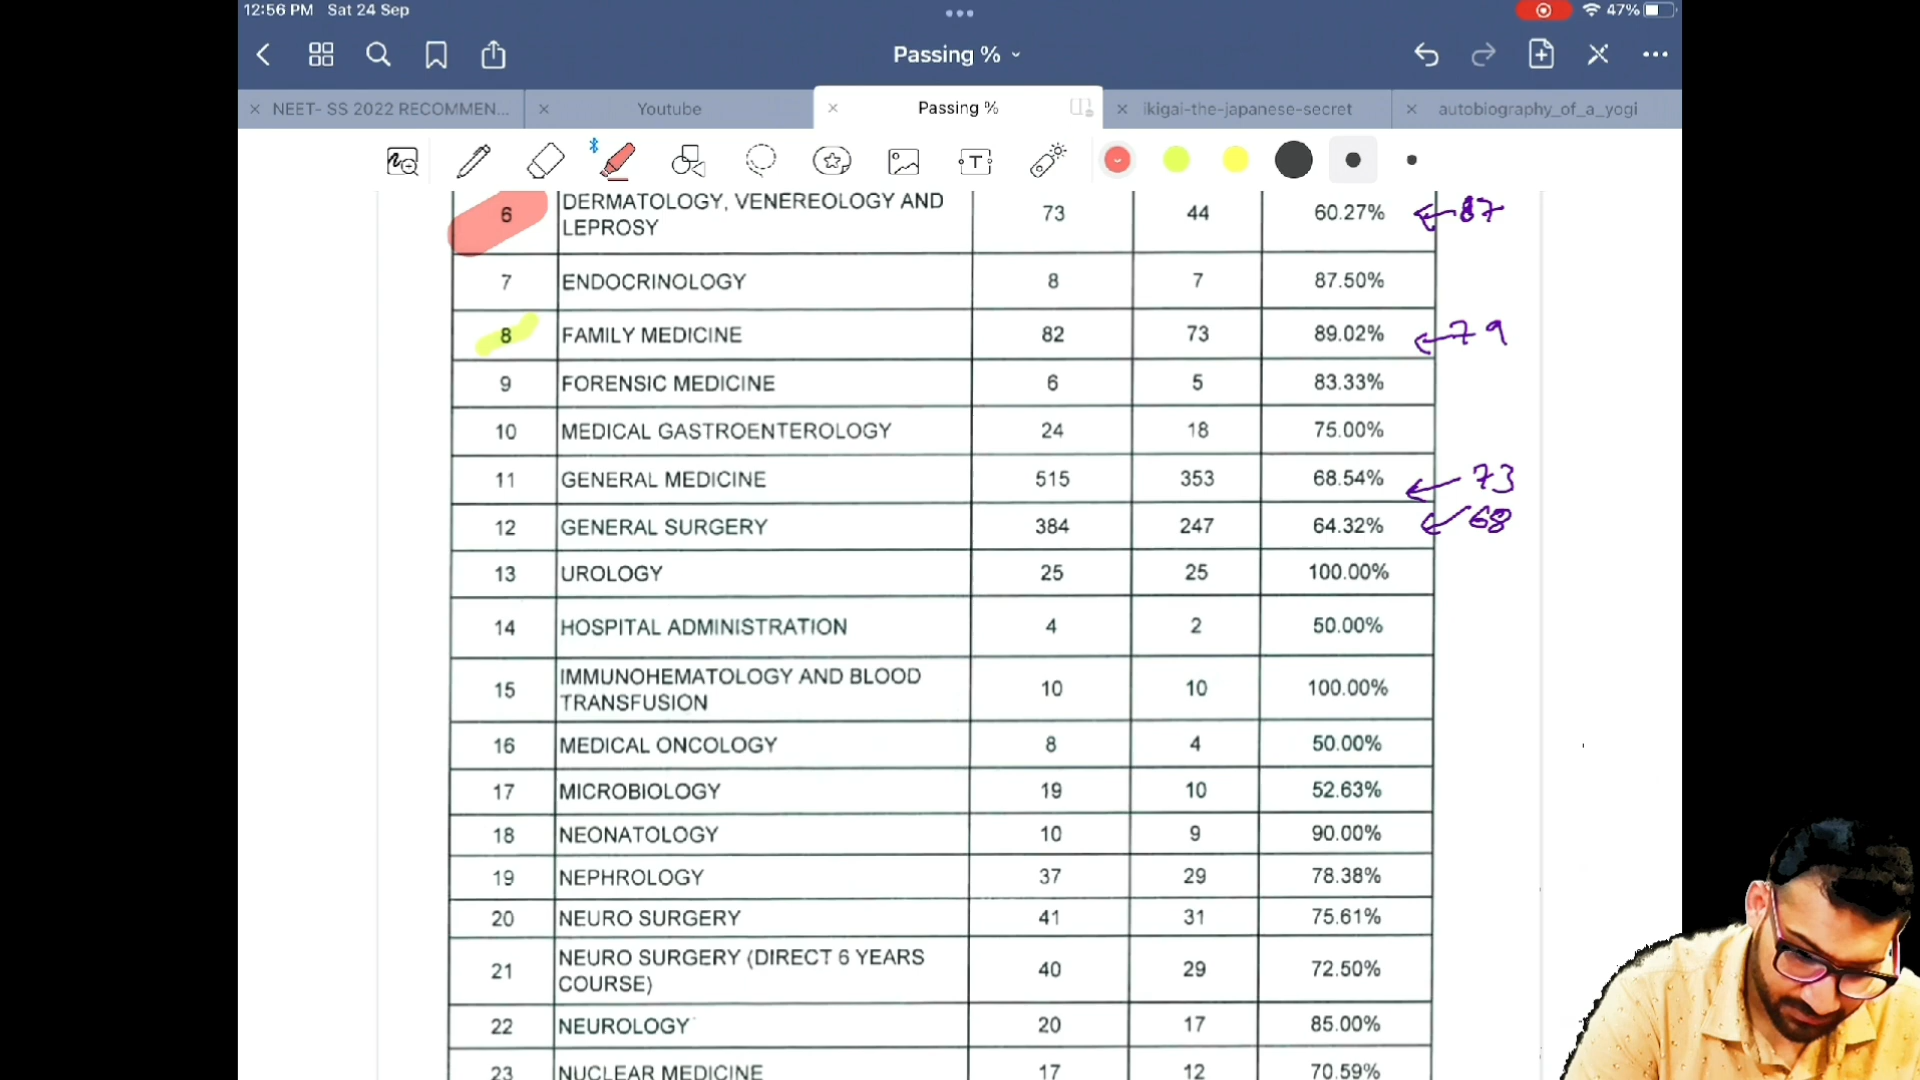 12:56 PM Sat 24 Sep
47%
Passing %
NEET- SS 2022 RECOMMEN...
Youtube
Passing %
ikigai-the-japanese-secret
autobiography_of_a_yogi
T
6 DERMATOLOGY, VENEREOLOGY AND LEPROSY 73 44 60.27% 87
7 ENDOCRINOLOGY 8 7 87.50%
8 FAMILY MEDICINE 82 73 89.02% 79
9 FORENSIC MEDICINE 6 5 83.33%
10 MEDICAL GASTROENTEROLOGY 24 18 75.00%
11 GENERAL MEDICINE 515 353 68.54% 73
12 GENERAL SURGERY 384 247 64.32% 68
13 UROLOGY 25 25 100.00%
14 HOSPITAL ADMINISTRATION 4 2 50.00%
15 IMMUNOHEMATOLOGY AND BLOOD TRANSFUSION 10 10 100.00%
16 MEDICAL ONCOLOGY 8 4 50.00%
17 MICROBIOLOGY 19 10 52.63%
18 NEONATOLOGY 10 9 90.00%
19 NEPHROLOGY 37 29 78.38%
20 NEURO SURGERY 41 31 75.61%
21 NEURO SURGERY (DIRECT 6 YEARS COURSE) 40 29 72.50%
22 NEUROLOGY 20 17 85.00%
23 NUCLEAR MEDICINE 17 12 70.59%